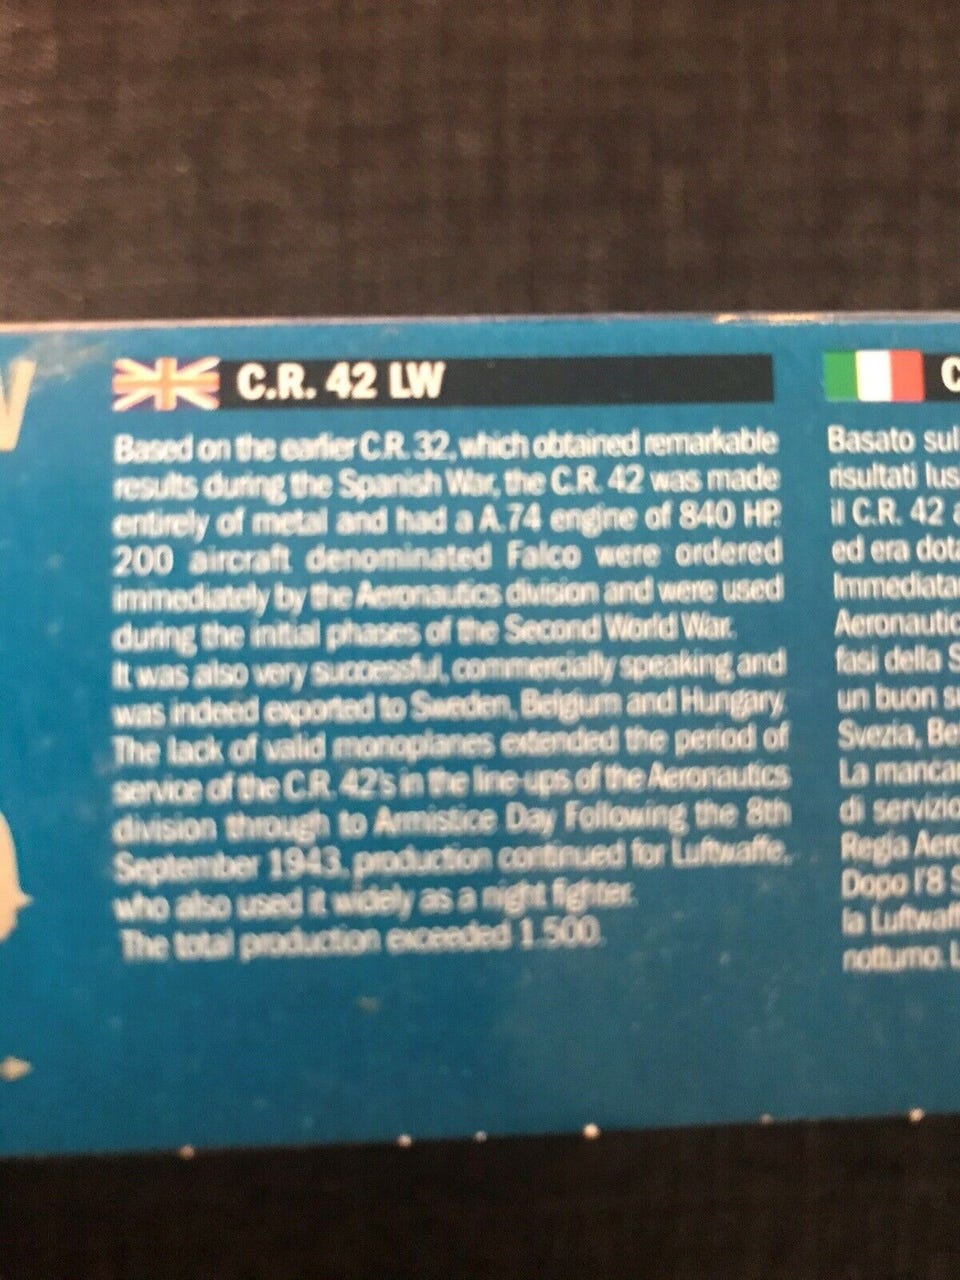 C.R. 42 LW
Based on the earlier C.R. 32, which obtained remarkable
results during the Spanish War, the C.R. 42 was made
entirely of metal and had a A.74 engine of 840 HP.
200 aircraft denominated Falco were ordered
immediately by the Aeronautics division and were used
during the initial phases of the Second World War.
It was also very successful, commercially speaking and
was indeed exported to Sweden, Belgium and Hungary.
The lack of valid monoplanes extended the period of
service of the C.R. 42's in the line-ups of the Aeronautics
division through to Armistice Day Following the 8th
September 1943, production continued for Luftwaffe,
who also used it widely as a night fighter.
The total production exceeded 1.500.
C
Basato sul
risultati lus
il C.R. 42 a
ed era dota
Immediata
Aeronautic
fasi della S
un buon su
Svezia, Be
La manca
di servizio
Regia Aero
Dopo l'8 S
la Luftwaff
notturno. L